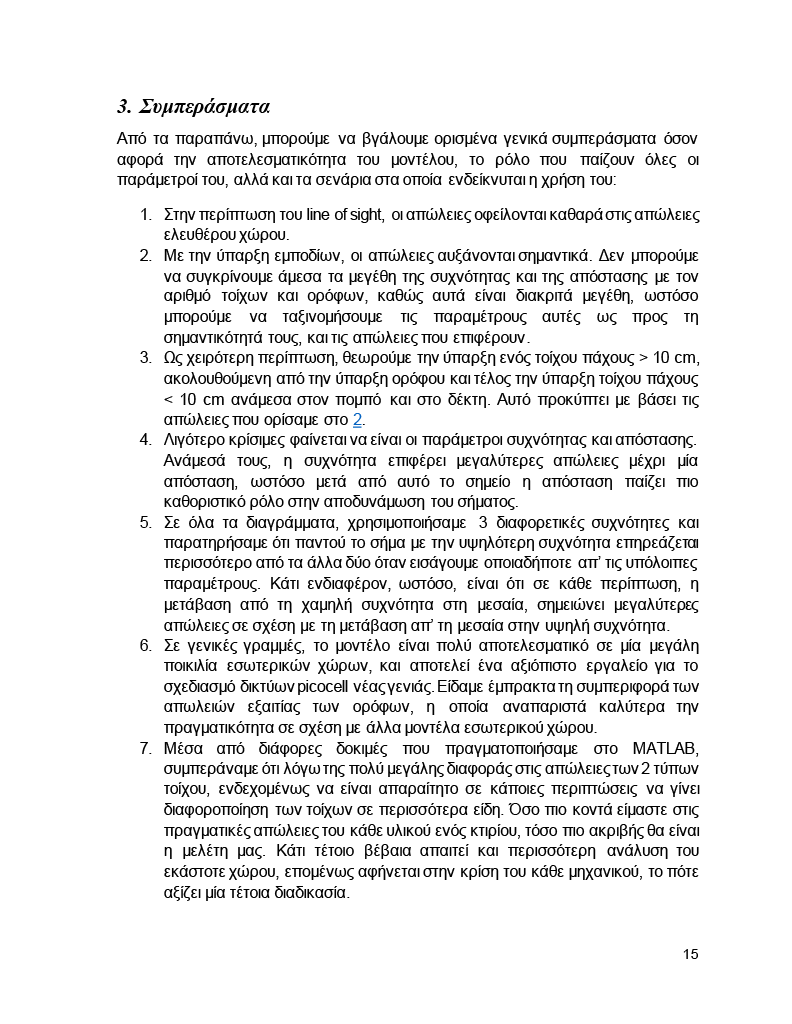 3. Συμπεράσματα
Από τα παραπάνω, μπορούμε να βγάλουμε ορισμένα γενικά συμπεράσματα όσον
αφορά την αποτελεσματικότητα του μοντέλου, το ρόλο που παίζουν όλες οι
παράμετροί του, αλλά και τα σενάρια στα οποία ενδείκνυται η χρήση του:
1. Στην περίπτωση του line of sight, οι απώλειες οφείλονται καθαρά στις απώλειες
ελευθέρου χώρου.
2. Με την ύπαρξη εμποδίων, οι απώλειες αυξάνονται σημαντικά. Δεν μπορούμε
να συγκρίνουμε άμεσα τα μεγέθη της συχνότητας και της απόστασης με τον
αριθμό τοίχων και ορόφων, καθώς αυτά είναι διακριτά μεγέθη, ωστόσο
μπορούμε να ταξινομήσουμε τις παραμέτρους αυτές ως προς τη
σημαντικότητά τους, και τις απώλειες που επιφέρουν.
3. Ως χειρότερη περίπτωση, θεωρούμε την ύπαρξη ενός τοίχου πάχους > 10 cm,
ακολουθούμενη από την ύπαρξη ορόφου και τέλος την ύπαρξη τοίχου πάχους
< 10 cm ανάμεσα στον πομπό και στο δέκτη. Αυτό προκύπτει με βάσει τις
απώλειες που ορίσαμε στο 2.
4. Λιγότερο κρίσιμες φαίνεται να είναι οι παράμετροι συχνότητας και απόστασης.
Ανάμεσά τους, η συχνότητα επιφέρει μεγαλύτερες απώλειες μέχρι μία
απόσταση, ωστόσο μετά από αυτό το σημείο η απόσταση παίζει πιο
καθοριστικό ρόλο στην αποδυνάμωση του σήματος.
5. Σε όλα τα διαγράμματα, χρησιμοποιήσαμε 3 διαφορετικές συχνότητες και
παρατηρήσαμε ότι παντού το σήμα με την υψηλότερη συχνότητα επηρεάζεται
περισσότερο από τα άλλα δύο όταν εισάγουμε οποιαδήποτε απ’ τις υπόλοιπες
παραμέτρους. Κάτι ενδιαφέρον, ωστόσο, είναι ότι σε κάθε περίπτωση, η
μετάβαση από τη χαμηλή συχνότητα στη μεσαία, σημειώνει μεγαλύτερες
απώλειες σε σχέση με τη μετάβαση απ’ τη μεσαία στην υψηλή συχνότητα.
6. Σε γενικές γραμμές, το μοντέλο είναι πολύ αποτελεσματικό σε μία μεγάλη
ποικιλία εσωτερικών χώρων, και αποτελεί ένα αξιόπιστο εργαλείο για το
σχεδιασμό δικτύων picocell νέας γενιάς. Είδαμε έμπρακτα τη συμπεριφορά των
απωλειών εξαιτίας των ορόφων, η οποία αναπαριστά καλύτερα την
πραγματικότητα σε σχέση με άλλα μοντέλα εσωτερικού χώρου.
7. Μέσα από διάφορες δοκιμές που πραγματοποιήσαμε στο MATLAB,
συμπεράναμε ότι λόγω της πολύ μεγάλης διαφοράς στις απώλειες των 2 τύπων
τοίχου, ενδεχομένως να είναι απαραίτητο σε κάποιες περιπτώσεις να γίνει
διαφοροποίηση των τοίχων σε περισσότερα είδη. Όσο πιο κοντά είμαστε στις
πραγματικές απώλειες του κάθε υλικού ενός κτιρίου, τόσο πιο ακριβής θα είναι
η μελέτη μας. Κάτι τέτοιο βέβαια απαιτεί και περισσότερη ανάλυση του
εκάστοτε χώρου, επομένως αφήνεται στην κρίση του κάθε μηχανικού, το πότε
αξίζει μία τέτοια διαδικασία.
15